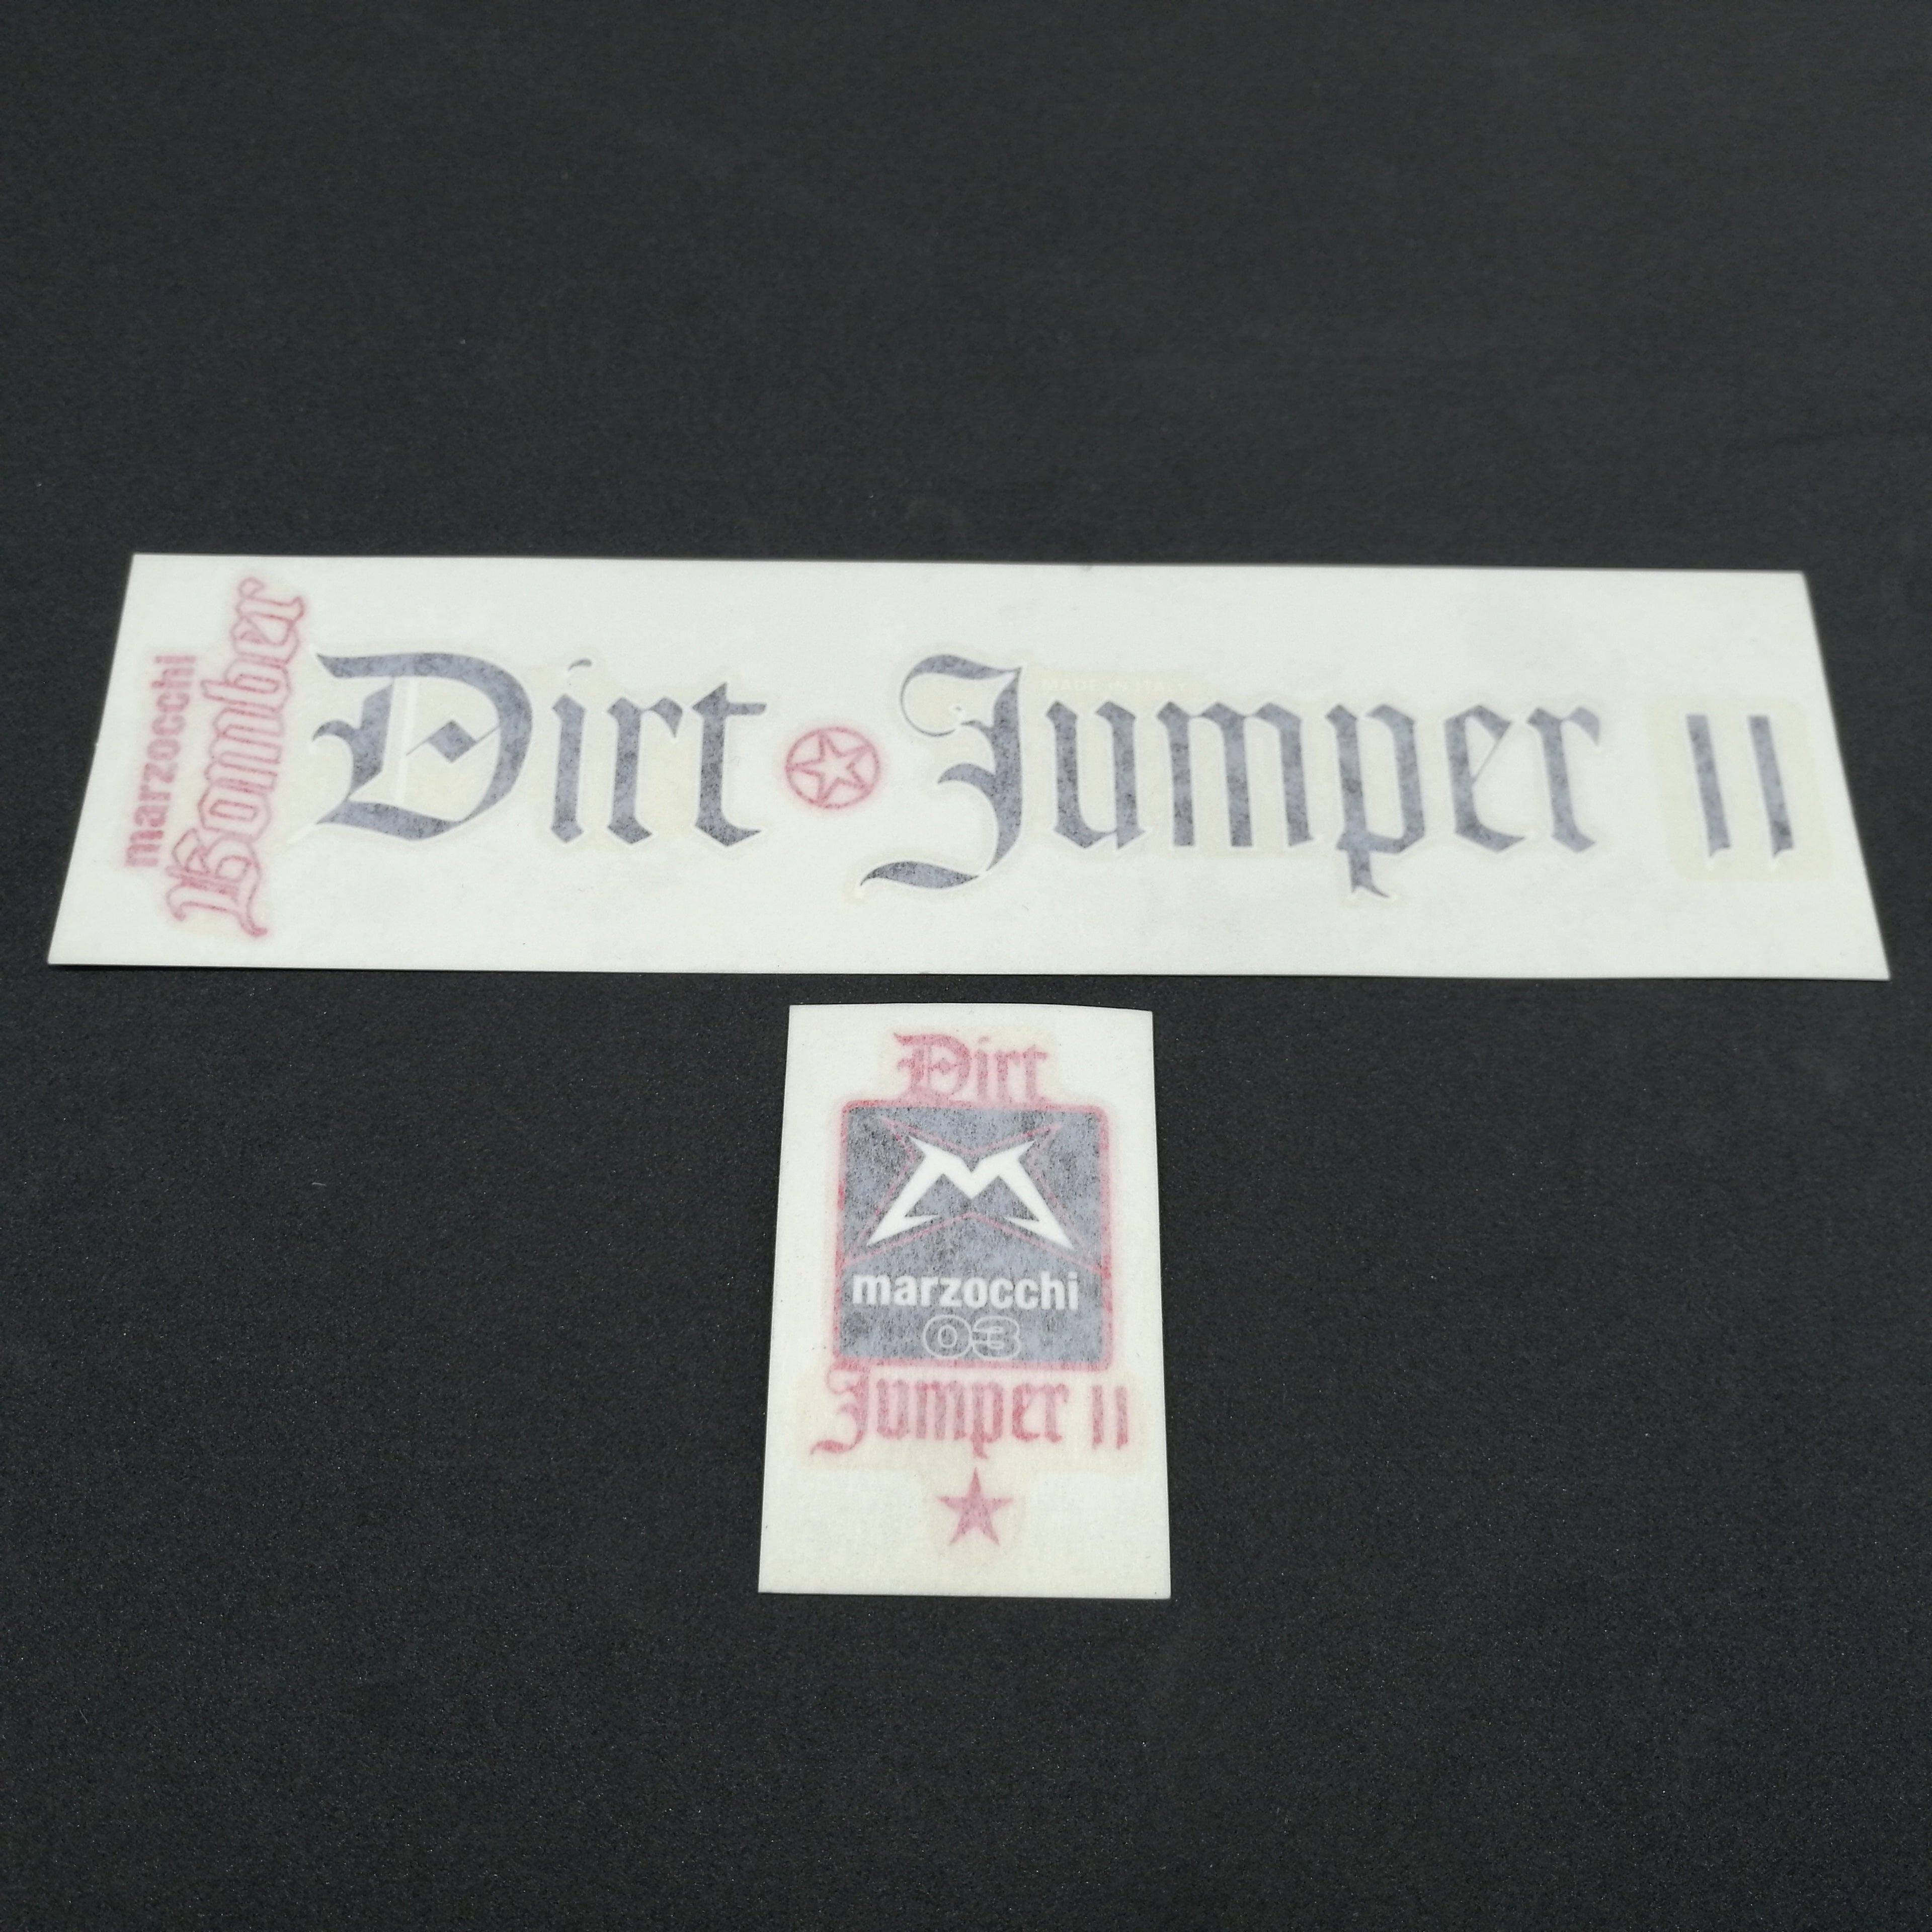 marzocchi
Bomber
Dirt Jumper II
MADE IN ITALY
Dirt
M
marzocchi
03
Jumper II